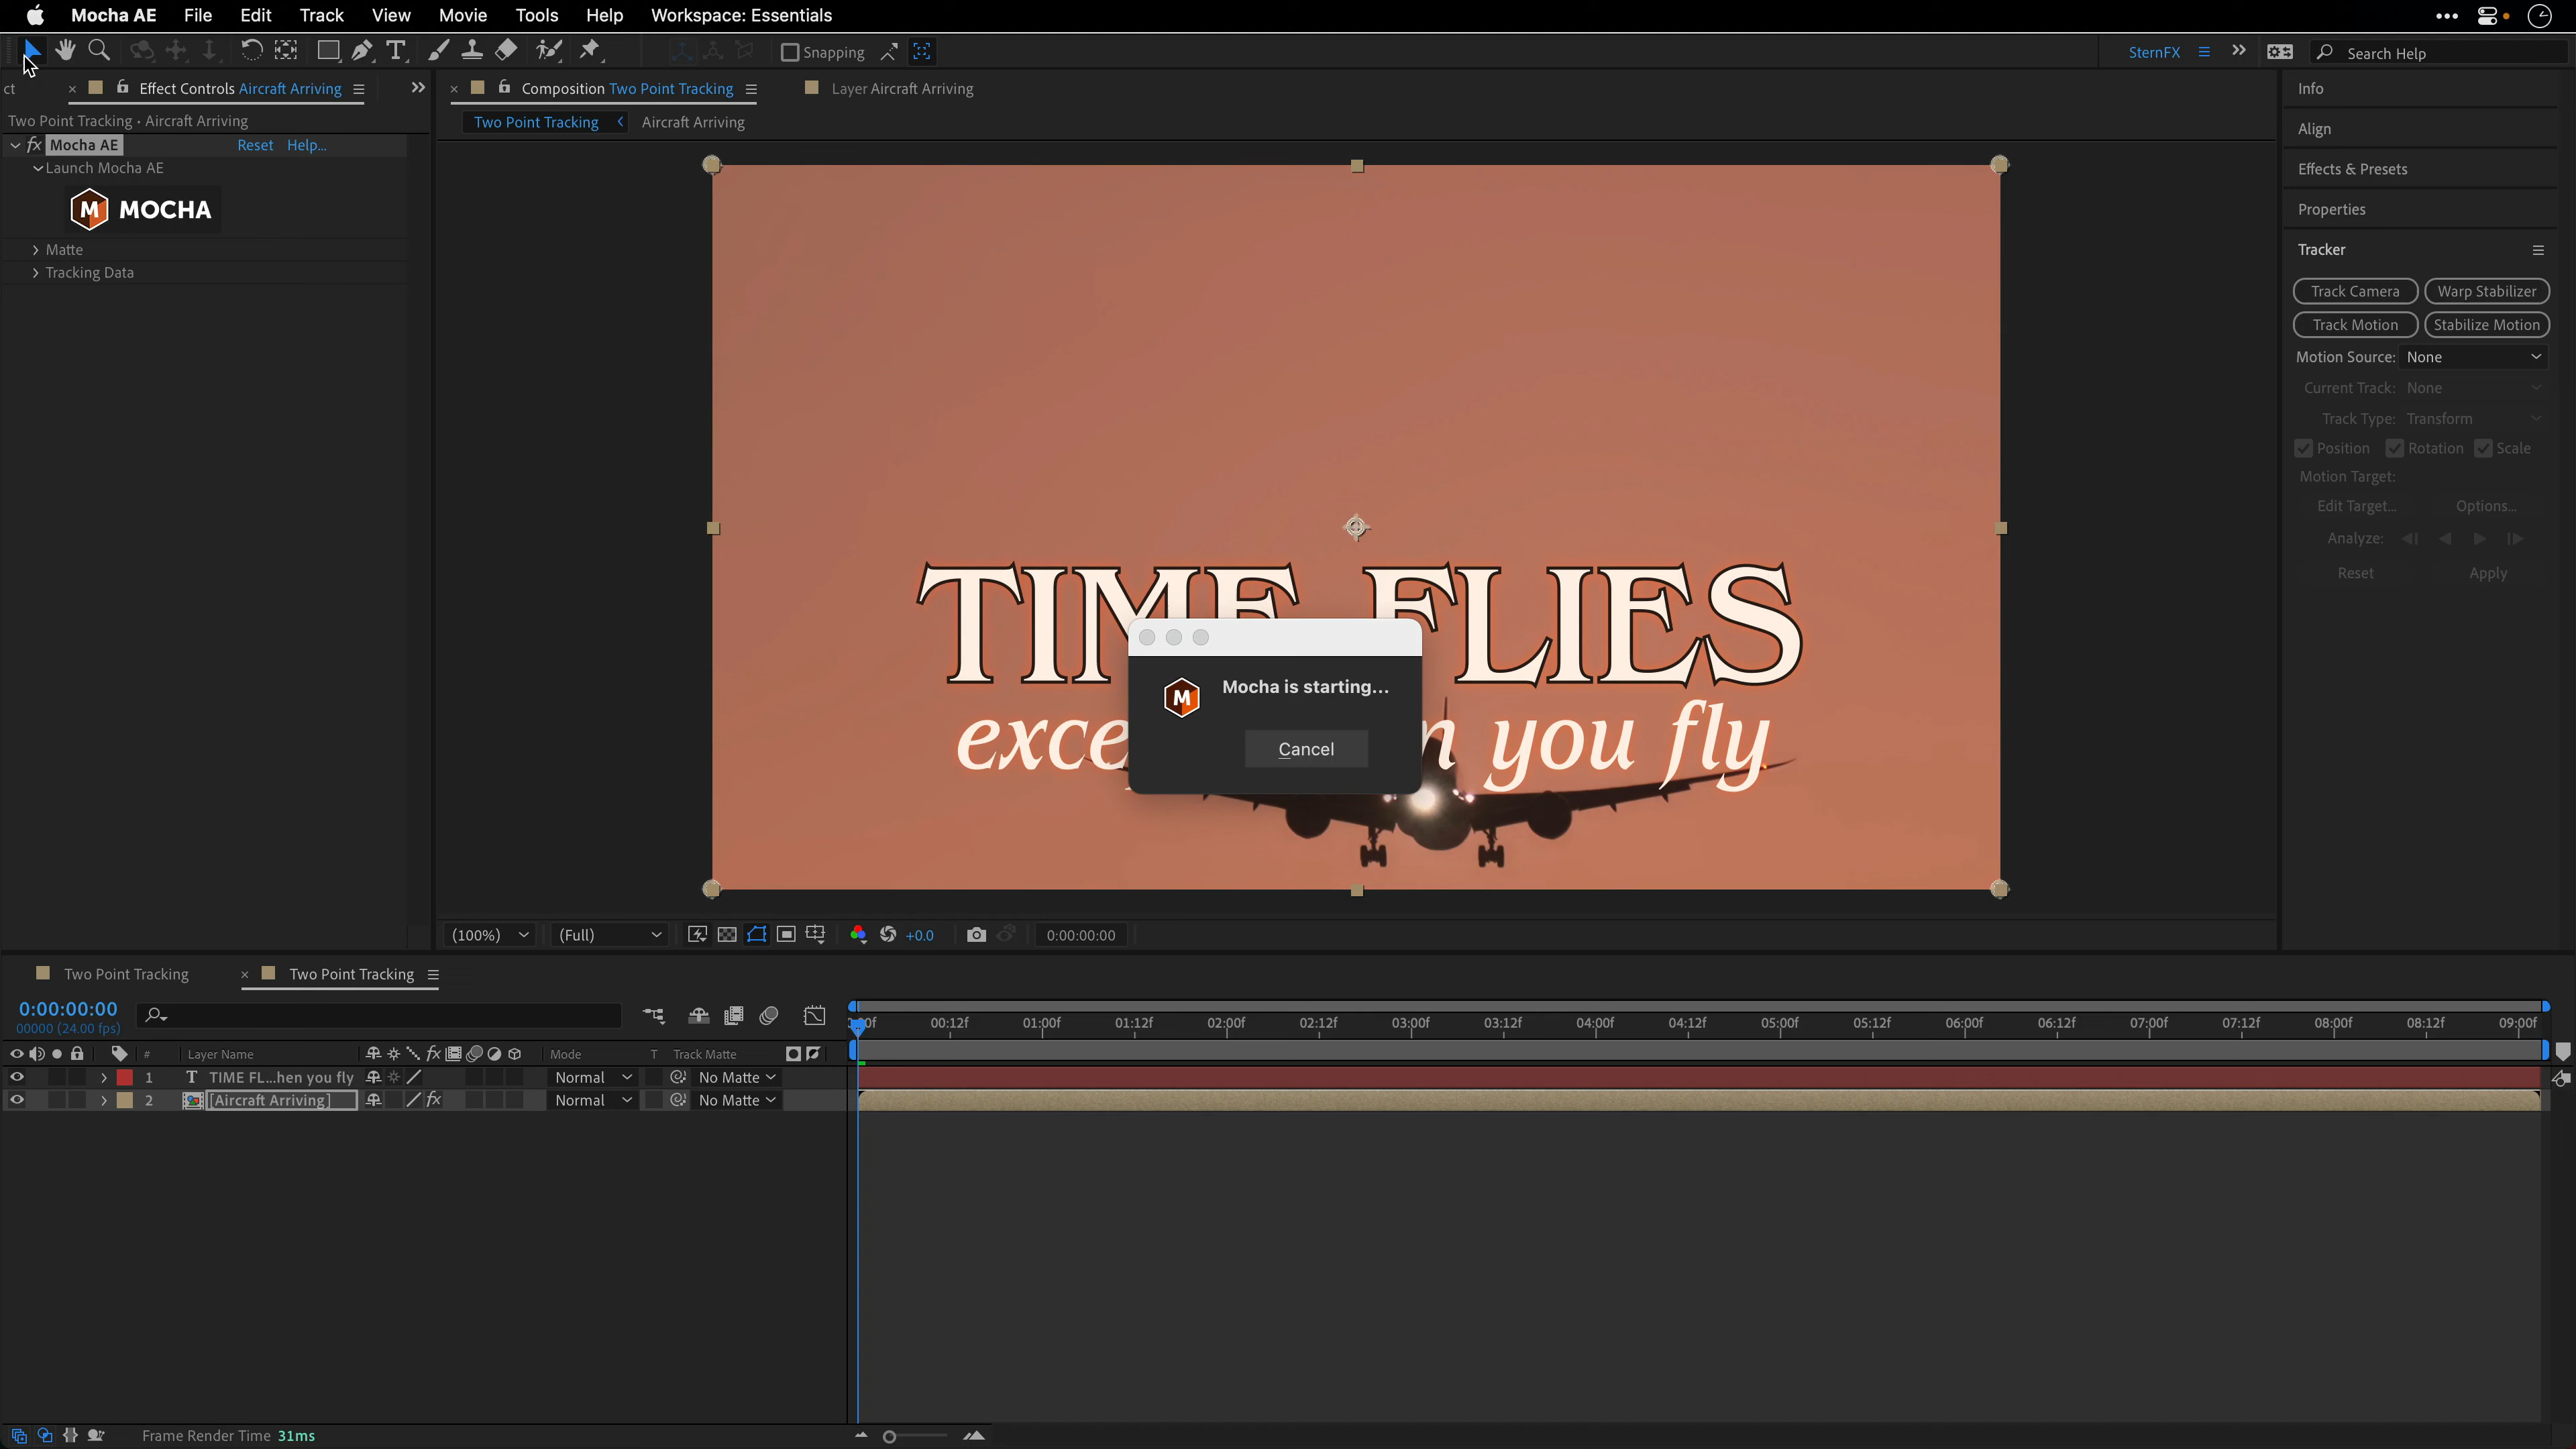 Mocha AE File Edit Track View Movie Tools Help Workspace: Essentials
Snapping SternFX Search Help
ct Effect Controls Aircraft Arriving
Composition Two Point Tracking
Layer Aircraft Arriving
Two Point Tracking • Aircraft Arriving
Two Point Tracking Aircraft Arriving
fx Mocha AE Reset Help...
Launch Mocha AE
M MOCHA
Matte
Tracking Data
Info
Align
Effects & Presets
Properties
Tracker
Track Camera Warp Stabilizer
Track Motion Stabilize Motion
Motion Source: None
Current Track: None
Track Type: Transform
Position Rotation Scale
Motion Target:
Edit Target... Options...
Analyze:
Reset Apply
TIME FLIES
exce n you fly
M Mocha is starting...
Cancel
(100%) (Full) +0.0 0:00:00:00
Two Point Tracking Two Point Tracking
0:00:00:00
00000 (24.00 fps)
00f 00:12f 01:00f 01:12f 02:00f 02:12f 03:00f 03:12f 04:00f 04:12f 05:00f 05:12f 06:00f 06:12f 07:00f 07:12f 08:00f 08:12f 09:00f
# Layer Name fx Mode T Track Matte
1 T TIME FL...hen you fly Normal No Matte
2 [Aircraft Arriving] fx Normal No Matte
Frame Render Time 31ms